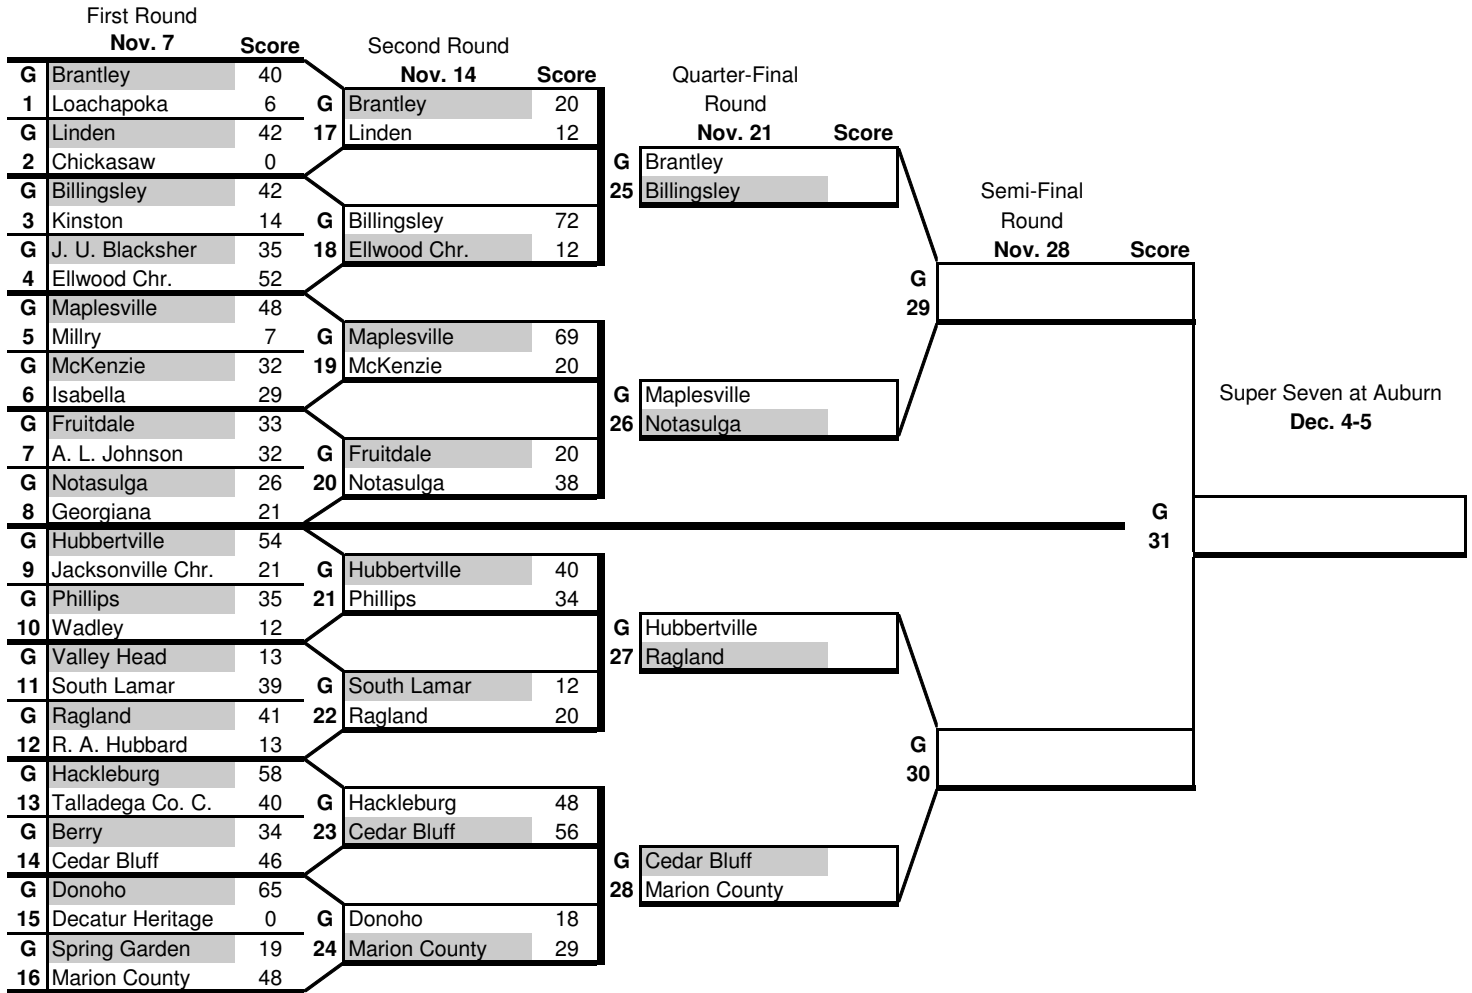 First Round
Nov. 7 Score
G Brantley 40
1 Loachapoka 6
G Linden 42
2 Chickasaw 0
G Billingsley 42
3 Kinston 14
G J. U. Blacksher 35
4 Ellwood Chr. 52
G Maplesville 48
5 Millry 7
G McKenzie 32
6 Isabella 29
G Fruitdale 33
7 A. L. Johnson 32
G Notasulga 26
8 Georgiana 21
G Hubbertville 54
9 Jacksonville Chr. 21
G Phillips 35
10 Wadley 12
G Valley Head 13
11 South Lamar 39
G Ragland 41
12 R. A. Hubbard 13
G Hackleburg 58
13 Talladega Co. C. 40
G Berry 34
14 Cedar Bluff 46
G Donoho 65
15 Decatur Heritage 0
G Spring Garden 19
16 Marion County 48
Second Round
Nov. 14 Score
G Brantley 20
17 Linden 12
G Billingsley 72
18 Ellwood Chr. 12
G Maplesville 69
19 McKenzie 20
G Fruitdale 20
20 Notasulga 38
G Hubbertville 40
21 Phillips 34
G South Lamar 12
22 Ragland 20
G Hackleburg 48
23 Cedar Bluff 56
G Donoho 18
24 Marion County 29
Quarter-Final
Round
Nov. 21 Score
G Brantley
25 Billingsley
G Maplesville
26 Notasulga
G Hubbertville
27 Ragland
G Cedar Bluff
28 Marion County
Semi-Final
Round
Nov. 28 Score
G
29
G
30
Super Seven at Auburn
Dec. 4-5
G
31